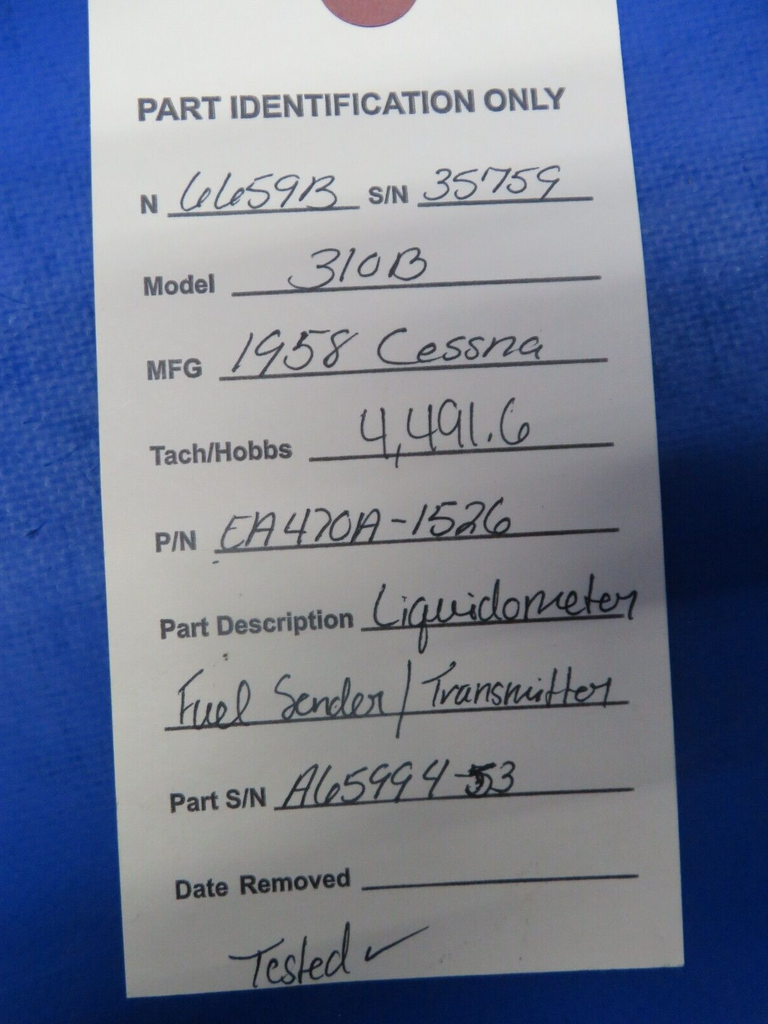 PART IDENTIFICATION ONLY
N 6659B S/N 35759
Model 310B
MFG 1958 Cessna
Tach/Hobbs 4,491.6
P/N EA470A-1526
Part Description Liquidometer
Fuel Sender/Transmitter
Part S/N A65994-53
Date Removed
Tested ✓